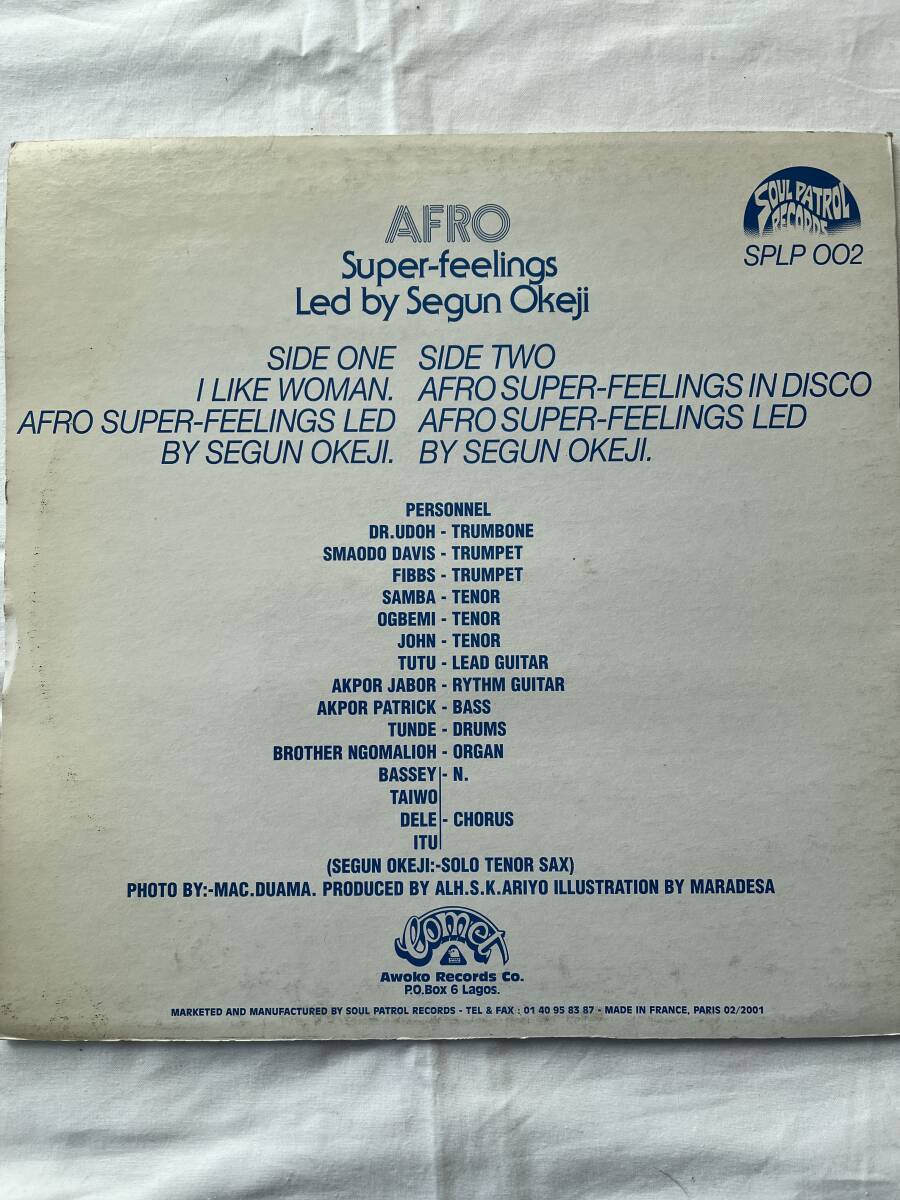 AFRO
Super-feelings
Led by Segun Okeji
SOUL PATROL
RECORDS
SPLP 002
SIDE ONE
I LIKE WOMAN.
AFRO SUPER-FEELINGS LED
BY SEGUN OKEJI.
SIDE TWO
AFRO SUPER-FEELINGS IN DISCO
AFRO SUPER-FEELINGS LED
BY SEGUN OKEJI.
PERSONNEL
DR.UDOH - TRUMBONE
SMAODO DAVIS - TRUMPET
FIBBS - TRUMPET
SAMBA - TENOR
OGBEMI - TENOR
JOHN - TENOR
TUTU - LEAD GUITAR
AKPOR JABOR - RYTHM GUITAR
AKPOR PATRICK - BASS
TUNDE - DRUMS
BROTHER NGOMALIOH - ORGAN
BASSEY - N.
TAIWO
DELE - CHORUS
ITU
(SEGUN OKEJI:-SOLO TENOR SAX)
PHOTO BY:-MAC.DUAMA. PRODUCED BY ALH.S.K.ARIYO ILLUSTRATION BY MARADESA
Comet
Awoko Records Co.
P.O.Box 6 Lagos.
MARKETED AND MANUFACTURED BY SOUL PATROL RECORDS - TEL & FAX : 01 40 95 83 87 - MADE IN FRANCE, PARIS 02/2001